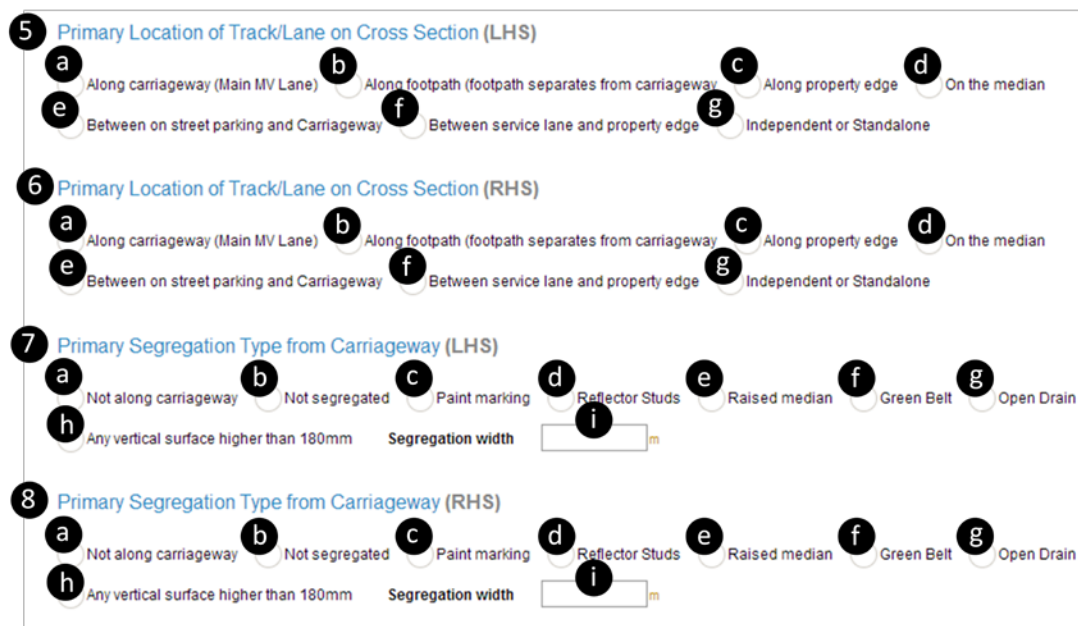 5 Primary Location of Track/Lane on Cross Section (LHS)
a Along carriageway (Main MV Lane) b Along footpath (footpath separates from carriageway c Along property edge d On the median
e Between on street parking and Carriageway f Between service lane and property edge g Independent or Standalone
6 Primary Location of Track/Lane on Cross Section (RHS)
a Along carriageway (Main MV Lane) b Along footpath (footpath separates from carriageway c Along property edge d On the median
e Between on street parking and Carriageway f Between service lane and property edge g Independent or Standalone
7 Primary Segregation Type from Carriageway (LHS)
a Not along carriageway b Not segregated c Paint marking d Reflector Studs e Raised median f Green Belt g Open Drain
h Any vertical surface higher than 180mm Segregation width i m
8 Primary Segregation Type from Carriageway (RHS)
a Not along carriageway b Not segregated c Paint marking d Reflector Studs e Raised median f Green Belt g Open Drain
h Any vertical surface higher than 180mm Segregation width i m